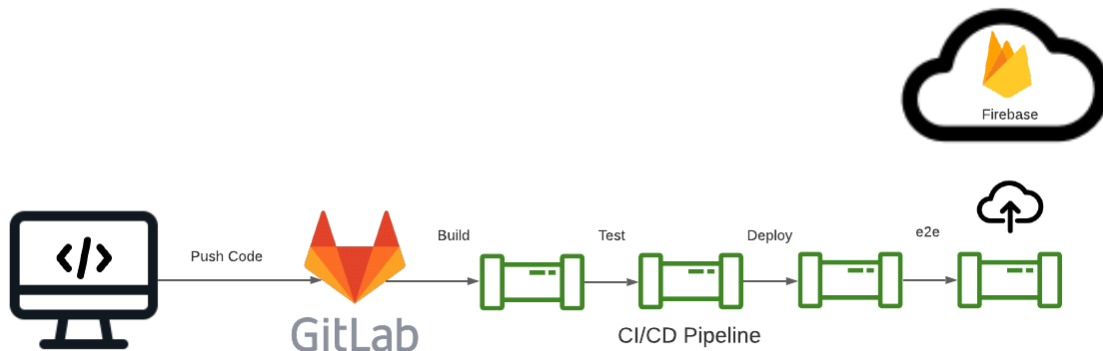 Firebase
Push Code
Build
Test
Deploy
e2e
</>
GitLab
CI/CD Pipeline